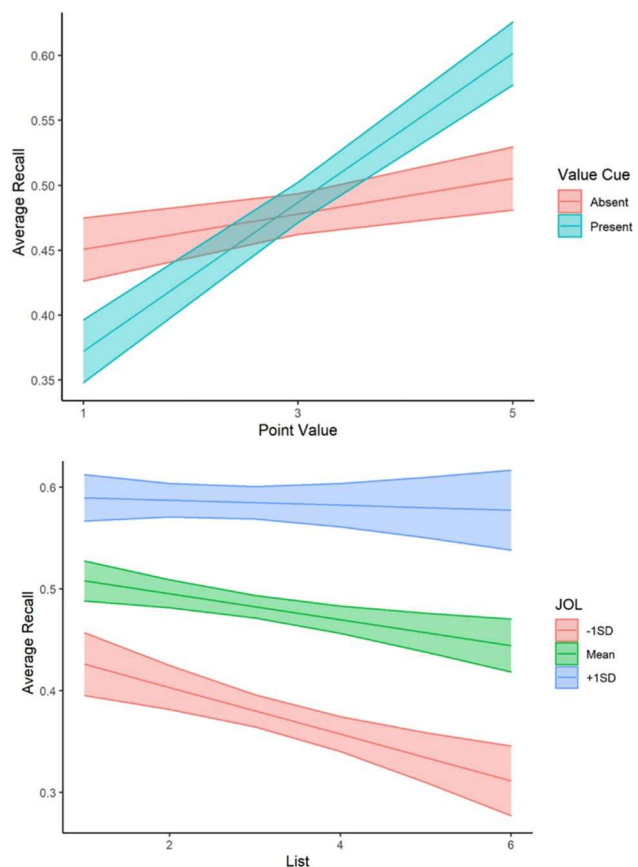 0.60
0.55
0.50
0.45
0.40
0.35
Average Recall
1 3 5
Point Value
Value Cue
Absent
Present
0.6
0.5
0.4
0.3
Average Recall
2 4 6
List
JOL
-1SD
Mean
+1SD